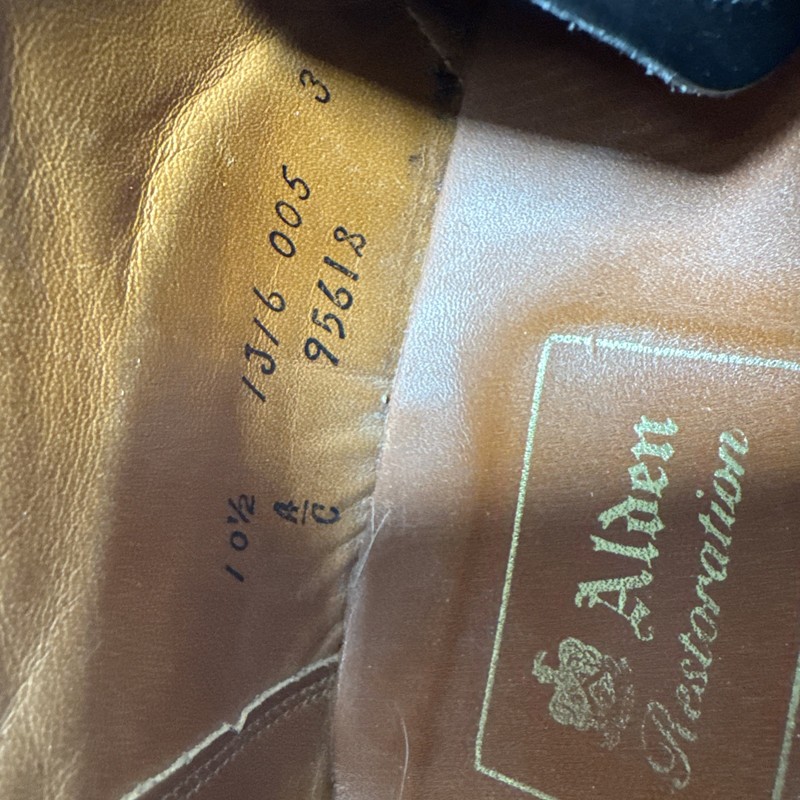 3
1316 005
95618
10½
A/C
Alden
Restoration